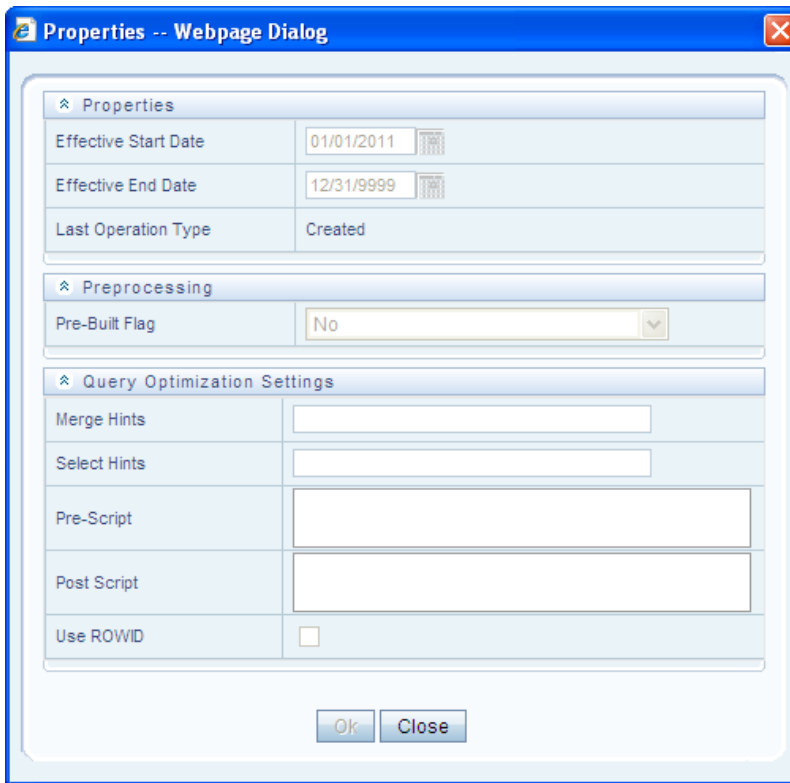 Properties -- Webpage Dialog
Properties
Effective Start Date 01/01/2011
Effective End Date 12/31/9999
Last Operation Type Created
Preprocessing
Pre-Built Flag No
Query Optimization Settings
Merge Hints
Select Hints
Pre-Script
Post Script
Use ROWID
Ok Close